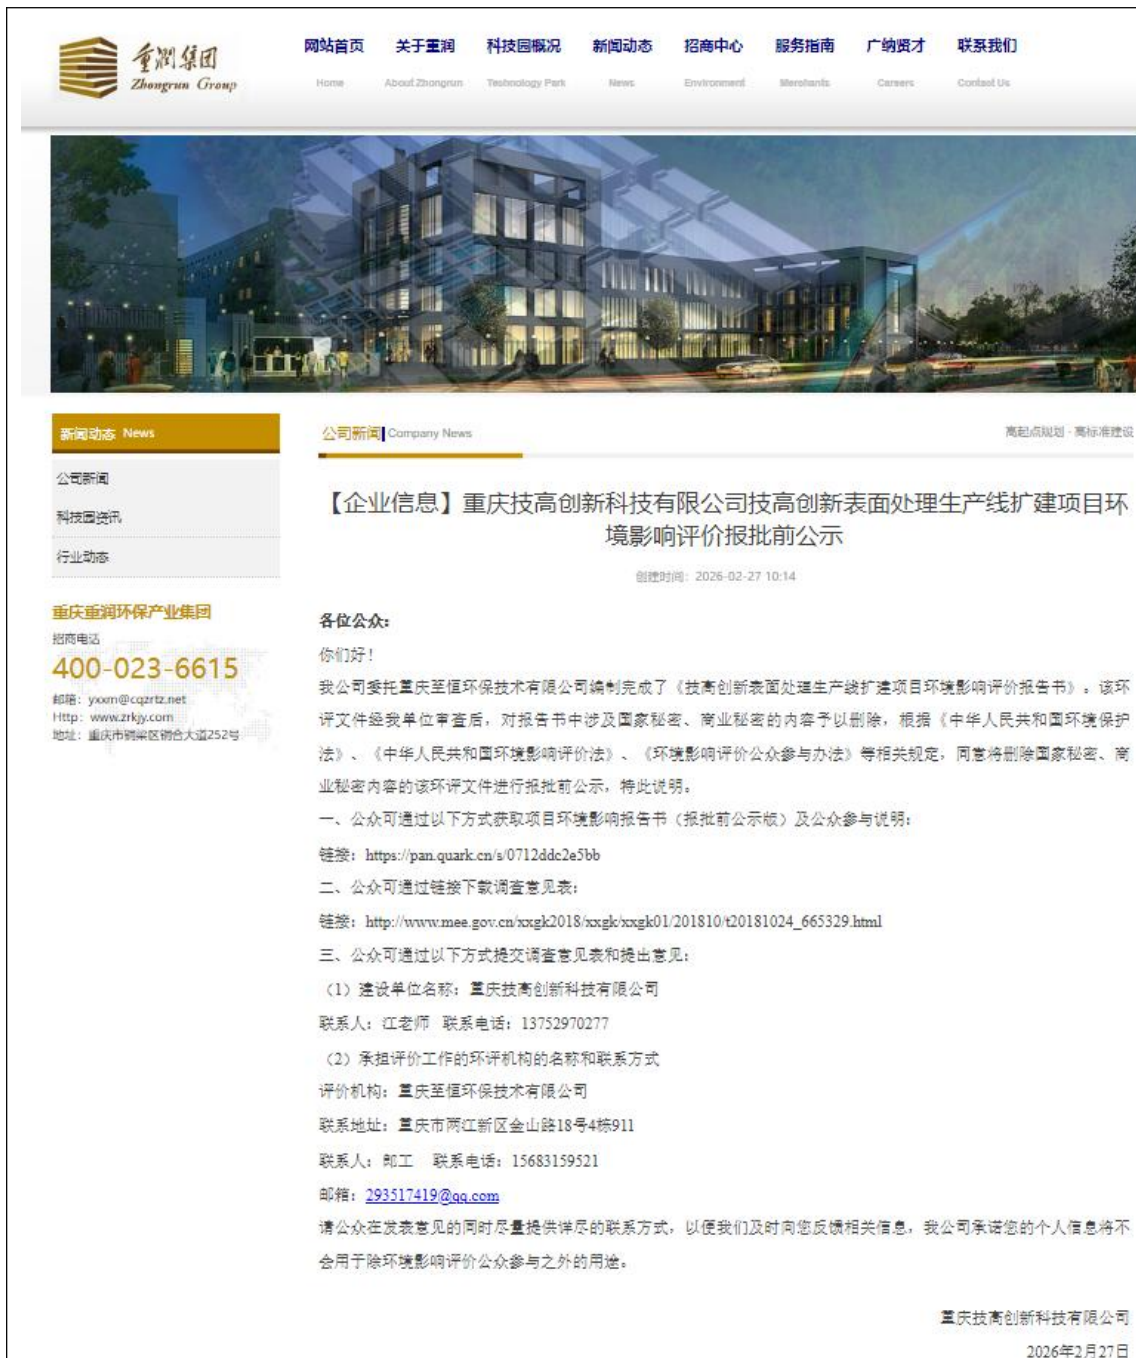 重润集团
Zhongrun Group
网站首页 关于重润 科技园概况 新闻动态 招商中心 服务指南 广纳贤才 联系我们
Home About Zhongrun Technology Park News Environment Merchants Careers Contact Us
新闻动态 News
公司新闻
科技园资讯
行业动态
重庆重润环保产业集团
招商电话
400-023-6615
邮箱：yxxm@cqzrtz.net
Http：www.zrkjy.com
地址：重庆市铜梁区铜合大道252号
公司新闻 Company News
高起点规划 · 高标准建设
【企业信息】重庆技高创新科技有限公司技高创新表面处理生产线扩建项目环
境影响评价报批前公示
创建时间：2026-02-27 10:14
各位公众：
你们好！
我公司委托重庆至恒环保技术有限公司编制完成了《技高创新表面处理生产线扩建项目环境影响评价报告书》。该环
评文件经我单位审查后，对报告书中涉及国家秘密、商业秘密的内容予以删除，根据《中华人民共和国环境保护
法》、《中华人民共和国环境影响评价法》、《环境影响评价公众参与办法》等相关规定，同意将删除国家秘密、商
业秘密内容的该环评文件进行报批前公示，特此说明。
一、公众可通过以下方式获取项目环境影响报告书（报批前公示版）及公众参与说明：
链接：https://pan.quark.cn/s/0712ddc2e5bb
二、公众可通过链接下载调查意见表：
链接：http://www.mee.gov.cn/xxgk2018/xxgk/xxgk01/201810/t20181024_665329.html
三、公众可通过以下方式提交调查意见表和提出意见：
（1）建设单位名称：重庆技高创新科技有限公司
联系人：江老师 联系电话：13752970277
（2）承担评价工作的环评机构的名称和联系方式
评价机构：重庆至恒环保技术有限公司
联系地址：重庆市两江新区金山路18号4栋911
联系人：郎工 联系电话：15683159521
邮箱：293517419@qq.com
请公众在发表意见的同时尽量提供详尽的联系方式，以便我们及时向您反馈相关信息，我公司承诺您的个人信息将不
会用于除环境影响评价公众参与之外的用途。
重庆技高创新科技有限公司
2026年2月27日